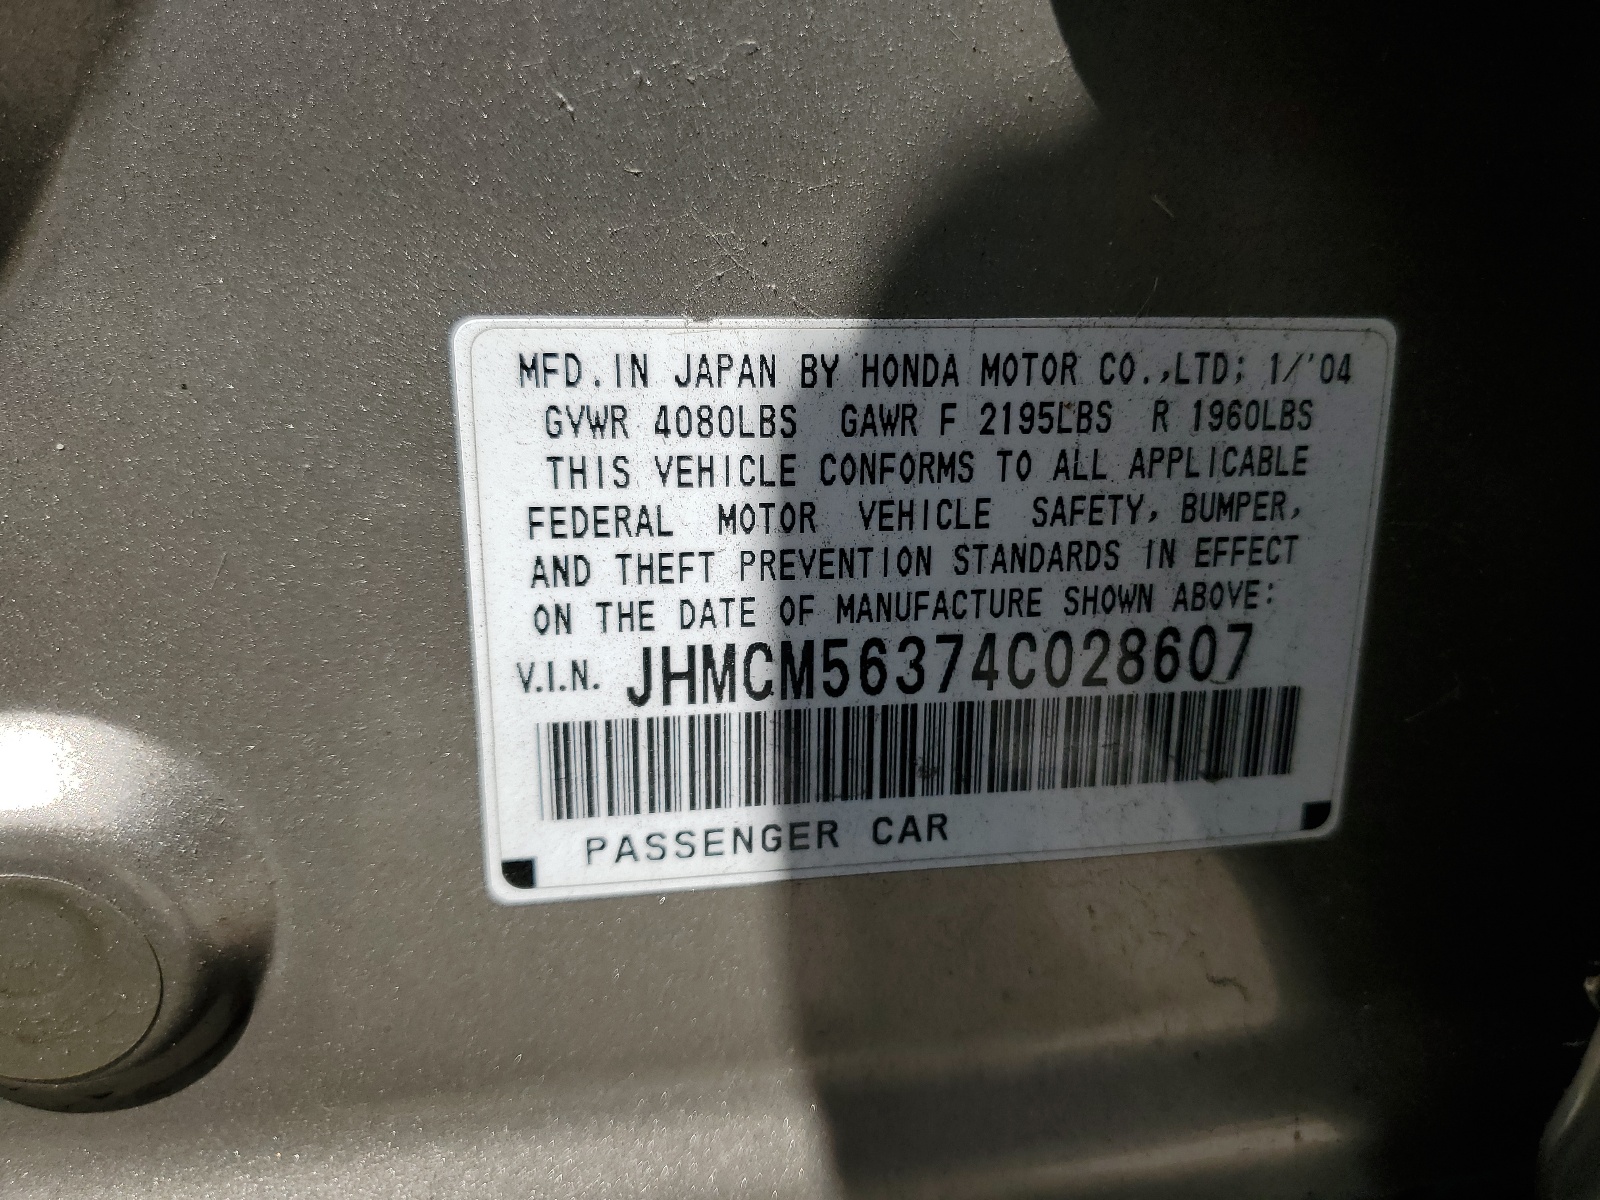 MFD. IN JAPAN BY HONDA MOTOR CO.,LTD; 1/'04
GVWR 4080LBS GAWR F 2195LBS R 1960LBS
THIS VEHICLE CONFORMS TO ALL APPLICABLE
FEDERAL MOTOR VEHICLE SAFETY, BUMPER,
AND THEFT PREVENTION STANDARDS IN EFFECT
ON THE DATE OF MANUFACTURE SHOWN ABOVE:
V.I.N. JHMCM56374C028607
PASSENGER CAR